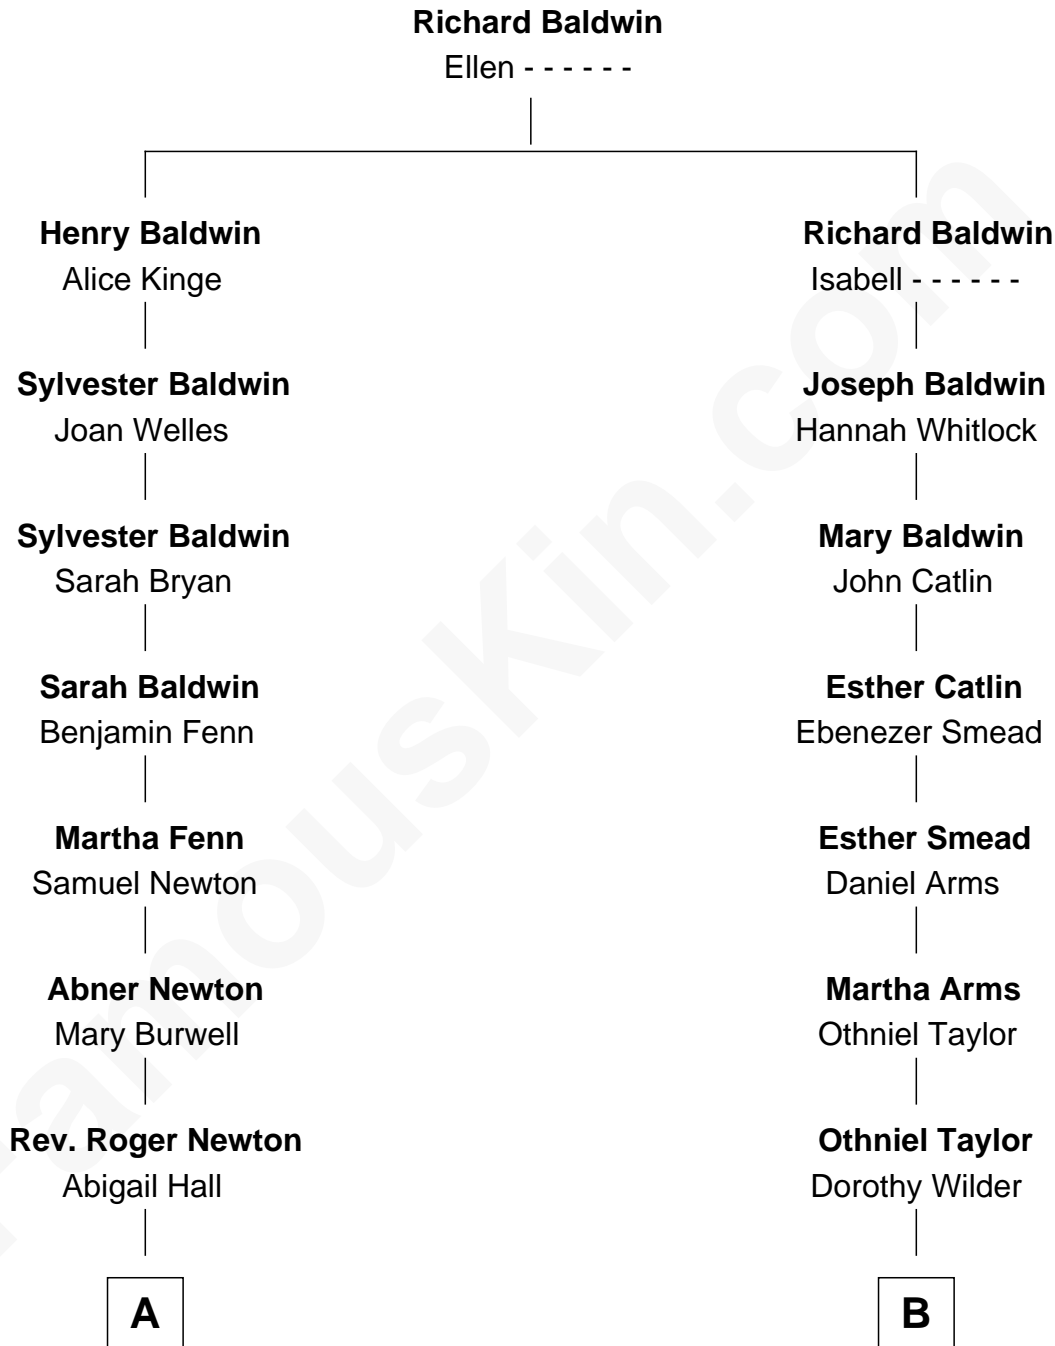 Richard Baldwin
Ellen - - - - - -
Henry Baldwin
Alice Kinge
Sylvester Baldwin
Joan Welles
Sylvester Baldwin
Sarah Bryan
Sarah Baldwin
Benjamin Fenn
Martha Fenn
Samuel Newton
Abner Newton
Mary Burwell
Rev. Roger Newton
Abigail Hall
A
Richard Baldwin
Isabell - - - - - -
Joseph Baldwin
Hannah Whitlock
Mary Baldwin
John Catlin
Esther Catlin
Ebenezer Smead
Esther Smead
Daniel Arms
Martha Arms
Othniel Taylor
Othniel Taylor
Dorothy Wilder
B
FamousKin.com